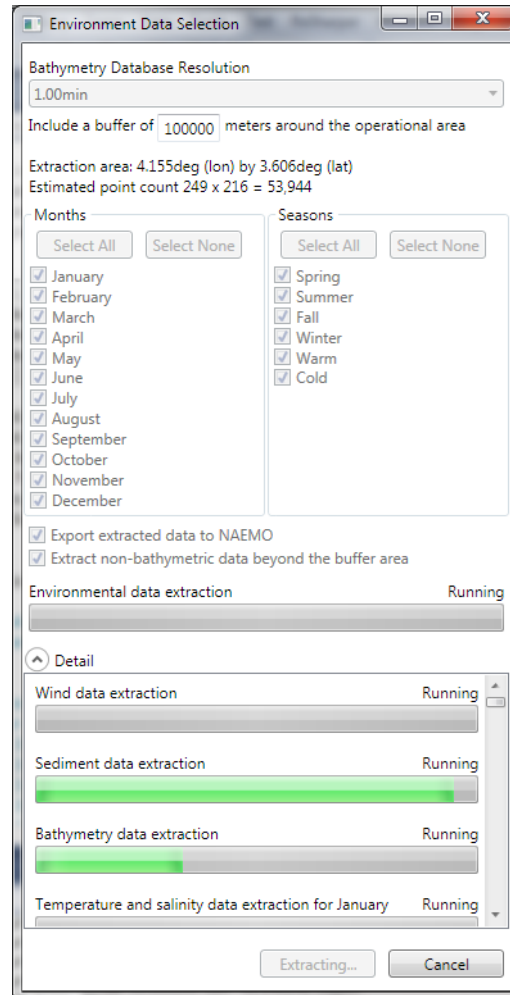 Environment Data Selection
Bathymetry Database Resolution
1.00min
Include a buffer of 100000 meters around the operational area
Extraction area: 4.155deg (lon) by 3.606deg (lat)
Estimated point count 249 x 216 = 53,944
Months
Select All Select None
January
February
March
April
May
June
July
August
September
October
November
December
Seasons
Select All Select None
Spring
Summer
Fall
Winter
Warm
Cold
Export extracted data to NAEMO
Extract non-bathymetric data beyond the buffer area
Environmental data extraction Running
Detail
Wind data extraction Running
Sediment data extraction Running
Bathymetry data extraction Running
Temperature and salinity data extraction for January Running
Extracting... Cancel